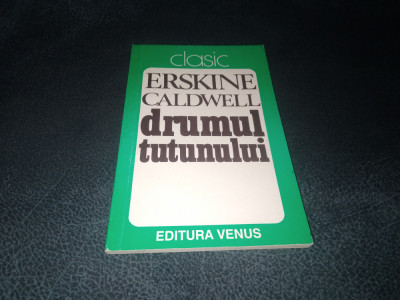 clasic
ERSKINE
CALDWELL
drumul
tutunului
EDITURA VENUS